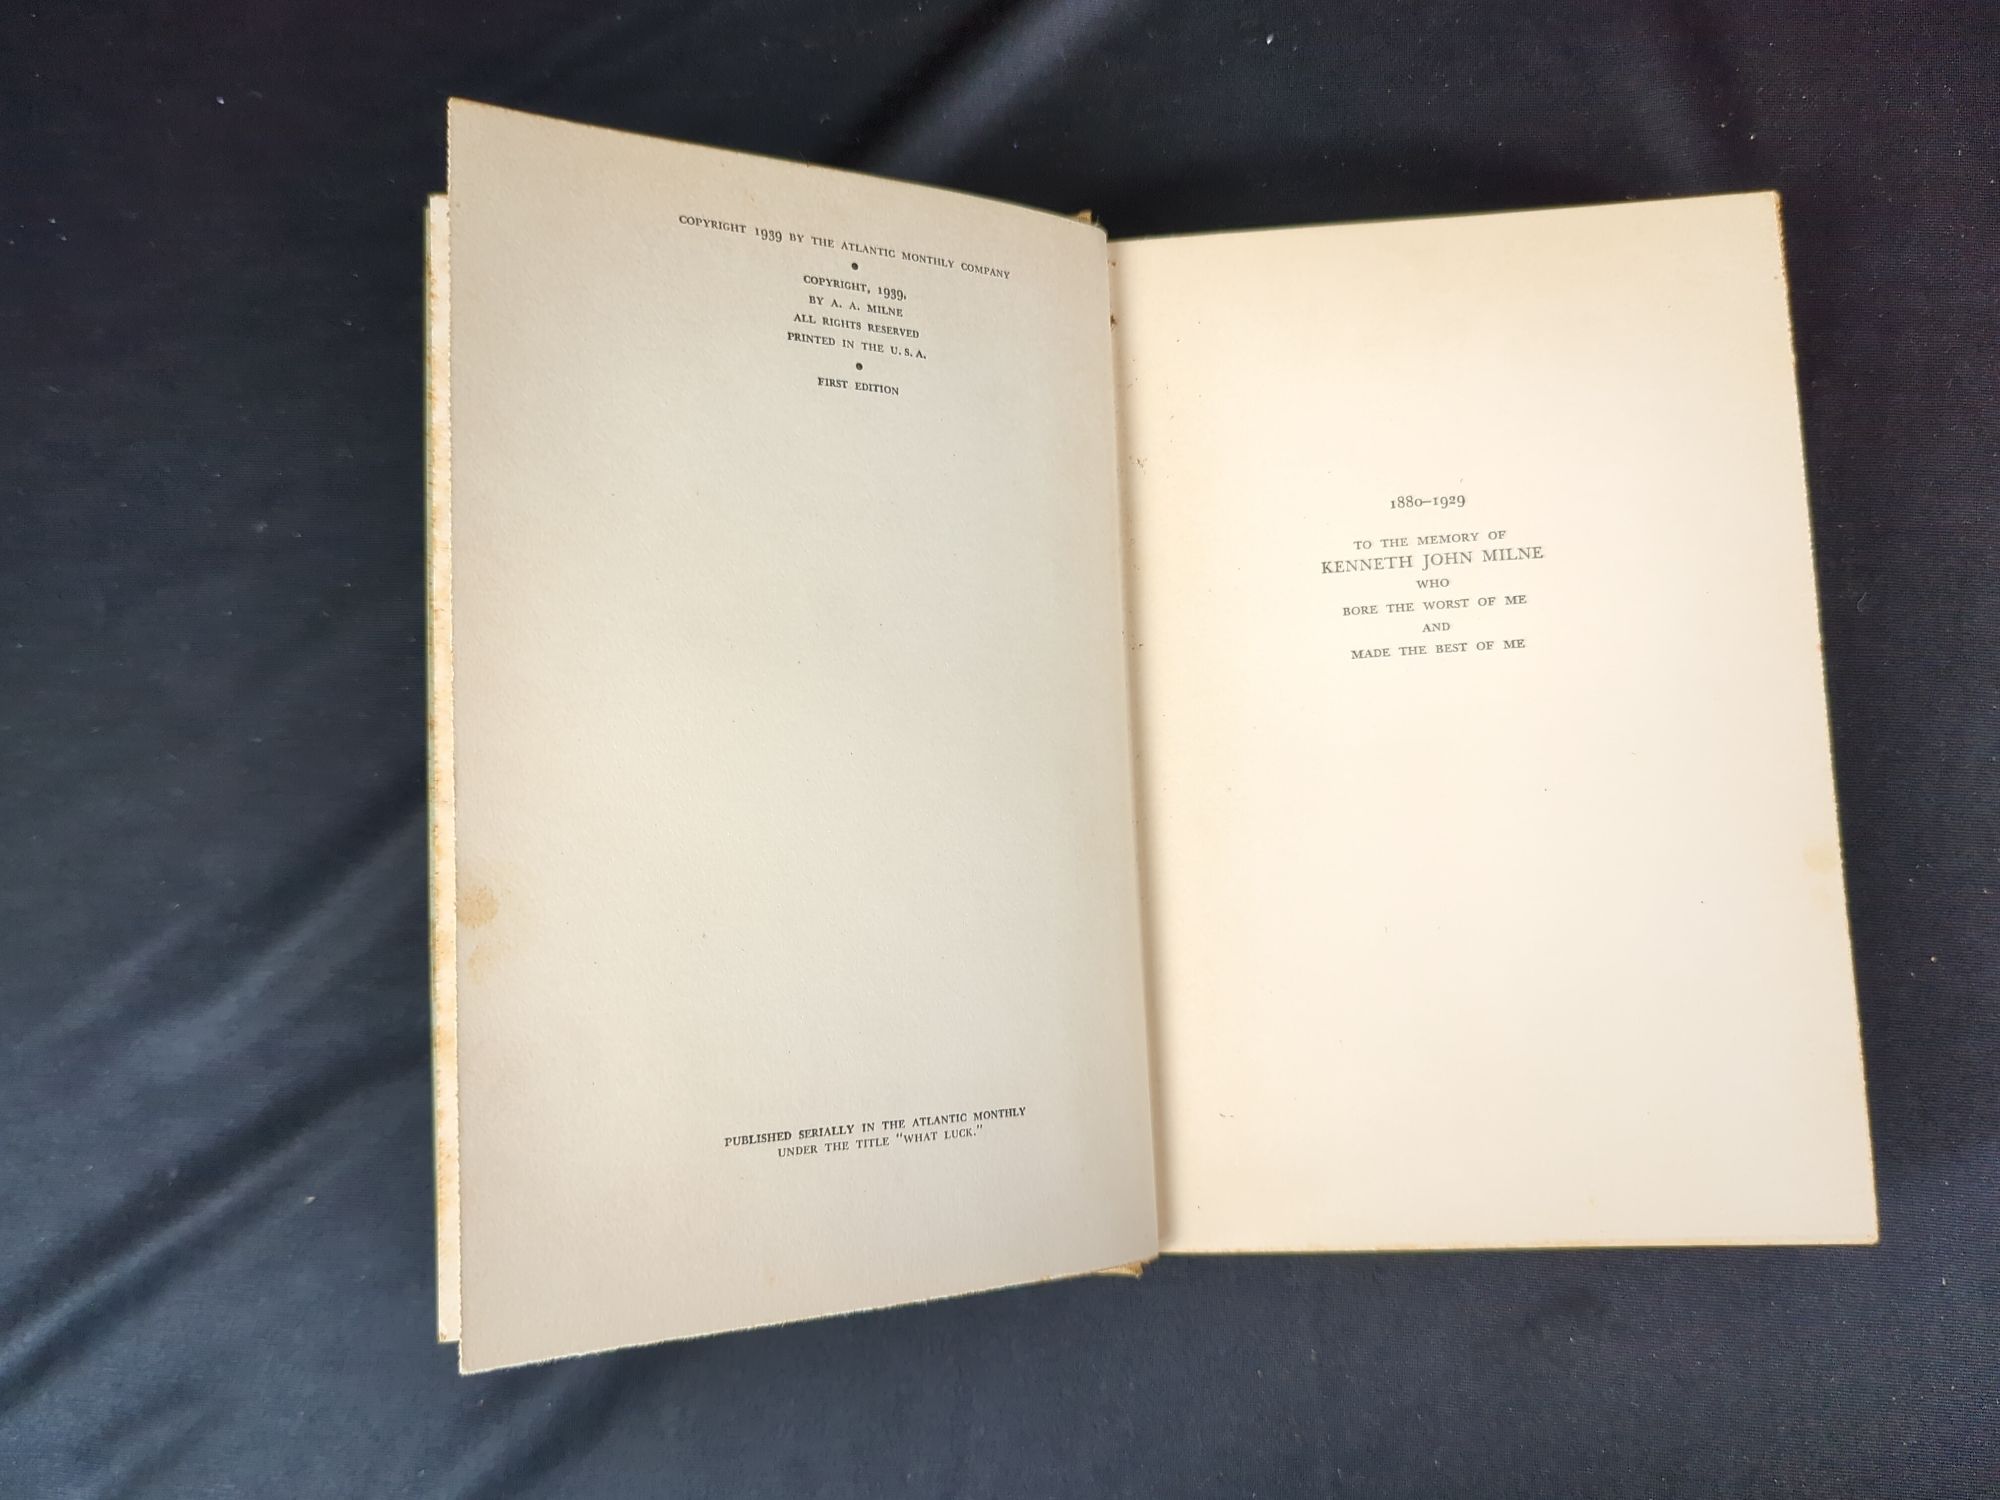 COPYRIGHT 1939 BY THE ATLANTIC MONTHLY COMPANY
COPYRIGHT, 1939,
BY A. A. MILNE
ALL RIGHTS RESERVED
PRINTED IN THE U. S. A.
FIRST EDITION
PUBLISHED SERIALLY IN THE ATLANTIC MONTHLY
UNDER THE TITLE "WHAT LUCK."
1880–1929
TO THE MEMORY OF
KENNETH JOHN MILNE
WHO
BORE THE WORST OF ME
AND
MADE THE BEST OF ME